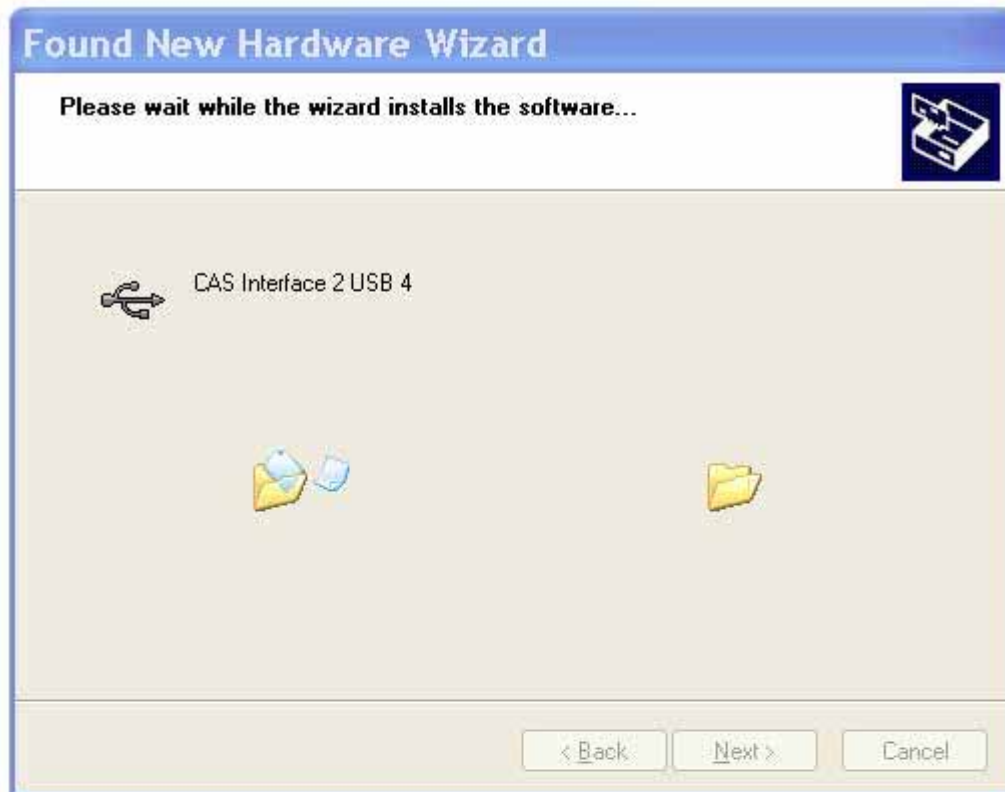 Found New Hardware Wizard
Please wait while the wizard installs the software...
CAS Interface 2 USB 4
< Back
Next >
Cancel